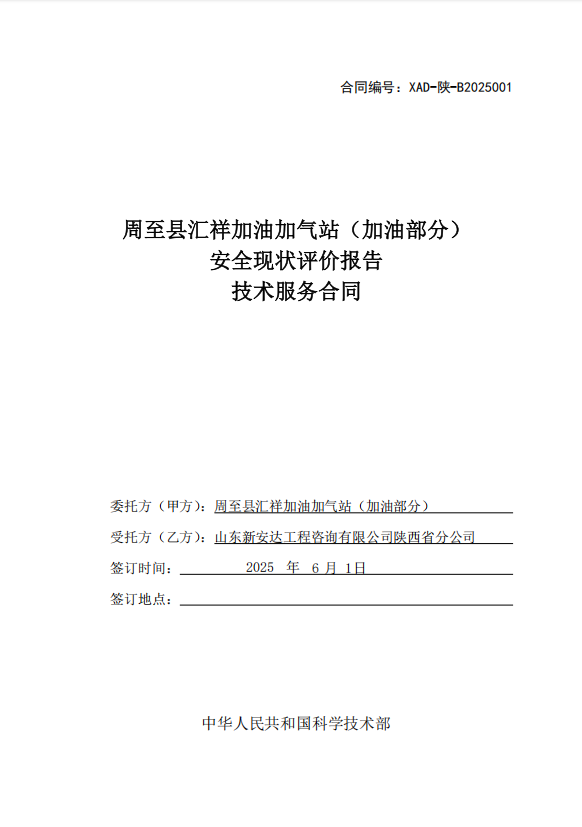 合同编号：XAD-陕-B2025001
周至县汇祥加油加气站（加油部分）
安全现状评价报告
技术服务合同
委托方（甲方）：周至县汇祥加油加气站（加油部分）
受托方（乙方）：山东新安达工程咨询有限公司陕西省分公司
签订时间： 2025 年 6 月 1日
签订地点：
中华人民共和国科学技术部